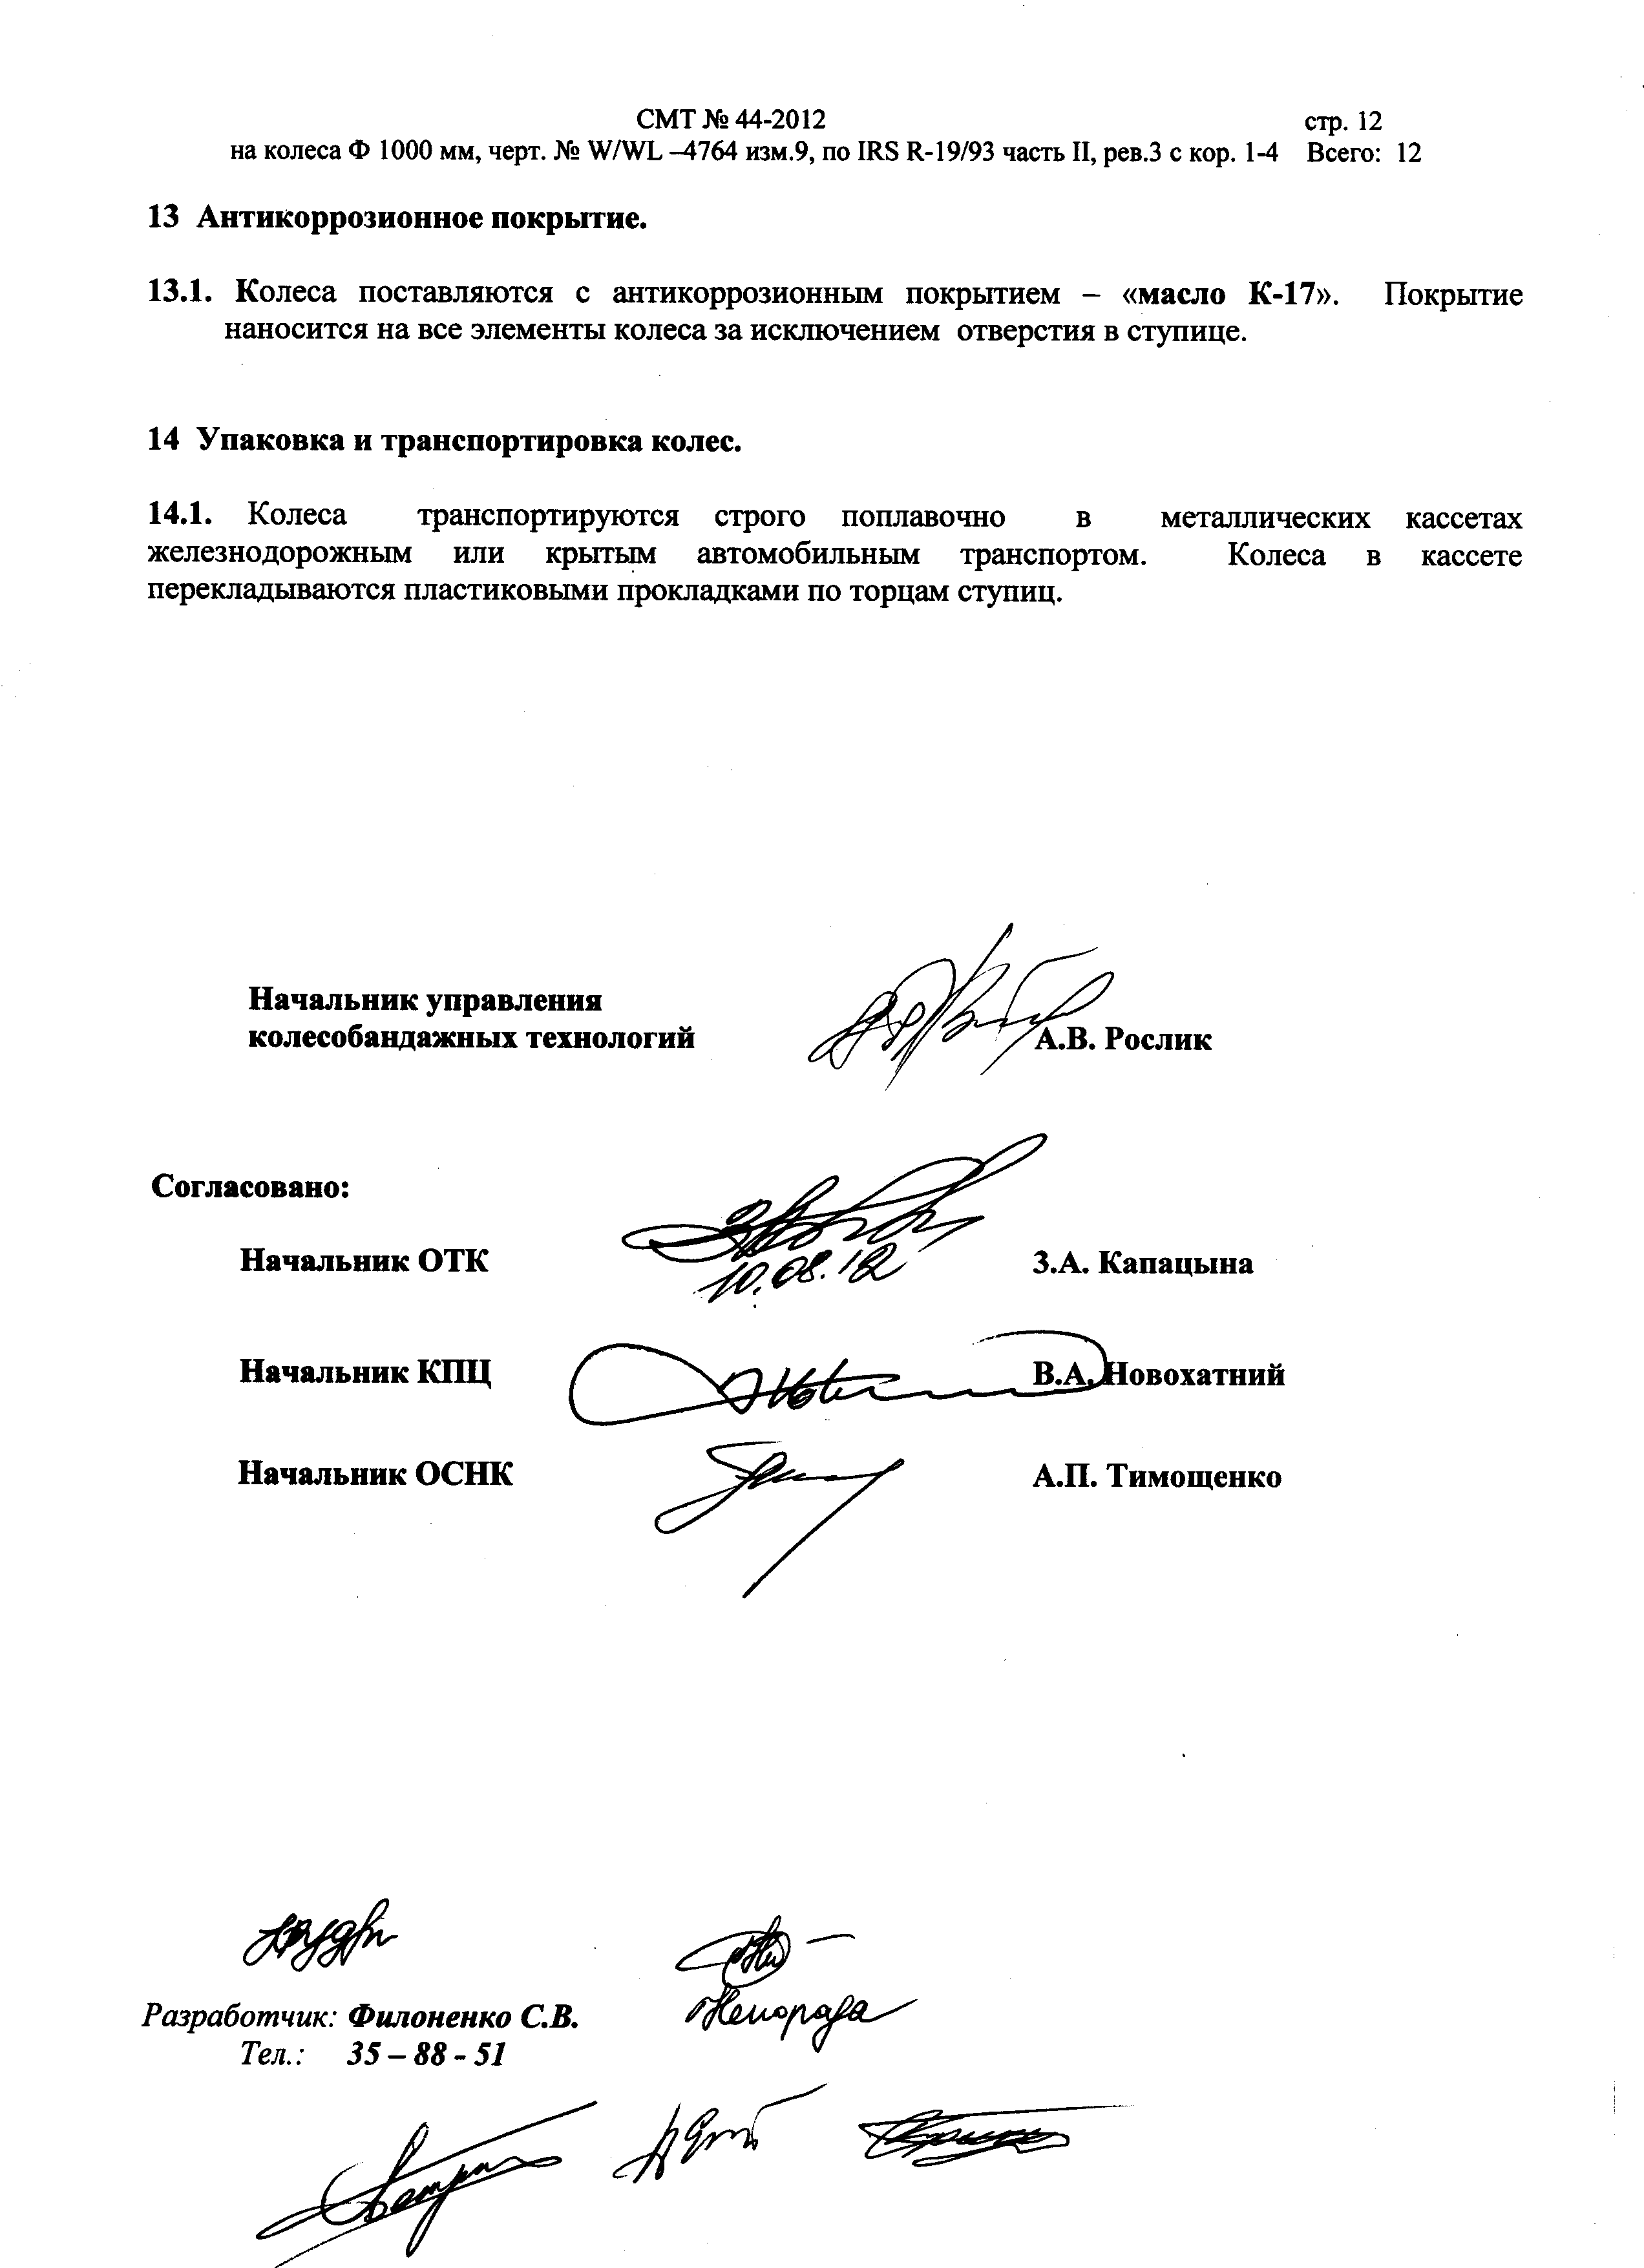 СМТ № 44-2012 стр. 12
на колеса Ф 1000 мм, черт. № W/WL –4764 изм.9, по IRS R-19/93 часть II, рев.3 с кор. 1-4 Всего: 12
13 Антикоррозионное покрытие.
13.1. Колеса поставляются с антикоррозионным покрытием – «масло К-17». Покрытие
наносится на все элементы колеса за исключением отверстия в ступице.
14 Упаковка и транспортировка колес.
14.1. Колеса транспортируются строго поплавочно в металлических кассетах
железнодорожным или крытым автомобильным транспортом. Колеса в кассете
перекладываются пластиковыми прокладками по торцам ступиц.
Начальник управления
колесобандажных технологий А.В. Рослик
Согласовано:
Начальник ОТК З.А. Капацына
10.08.12
Начальник КПЦ В.А. Новохатний
Начальник ОСНК А.П. Тимощенко
Разработчик: Филоненко С.В.
Тел.: 35 – 88 - 51